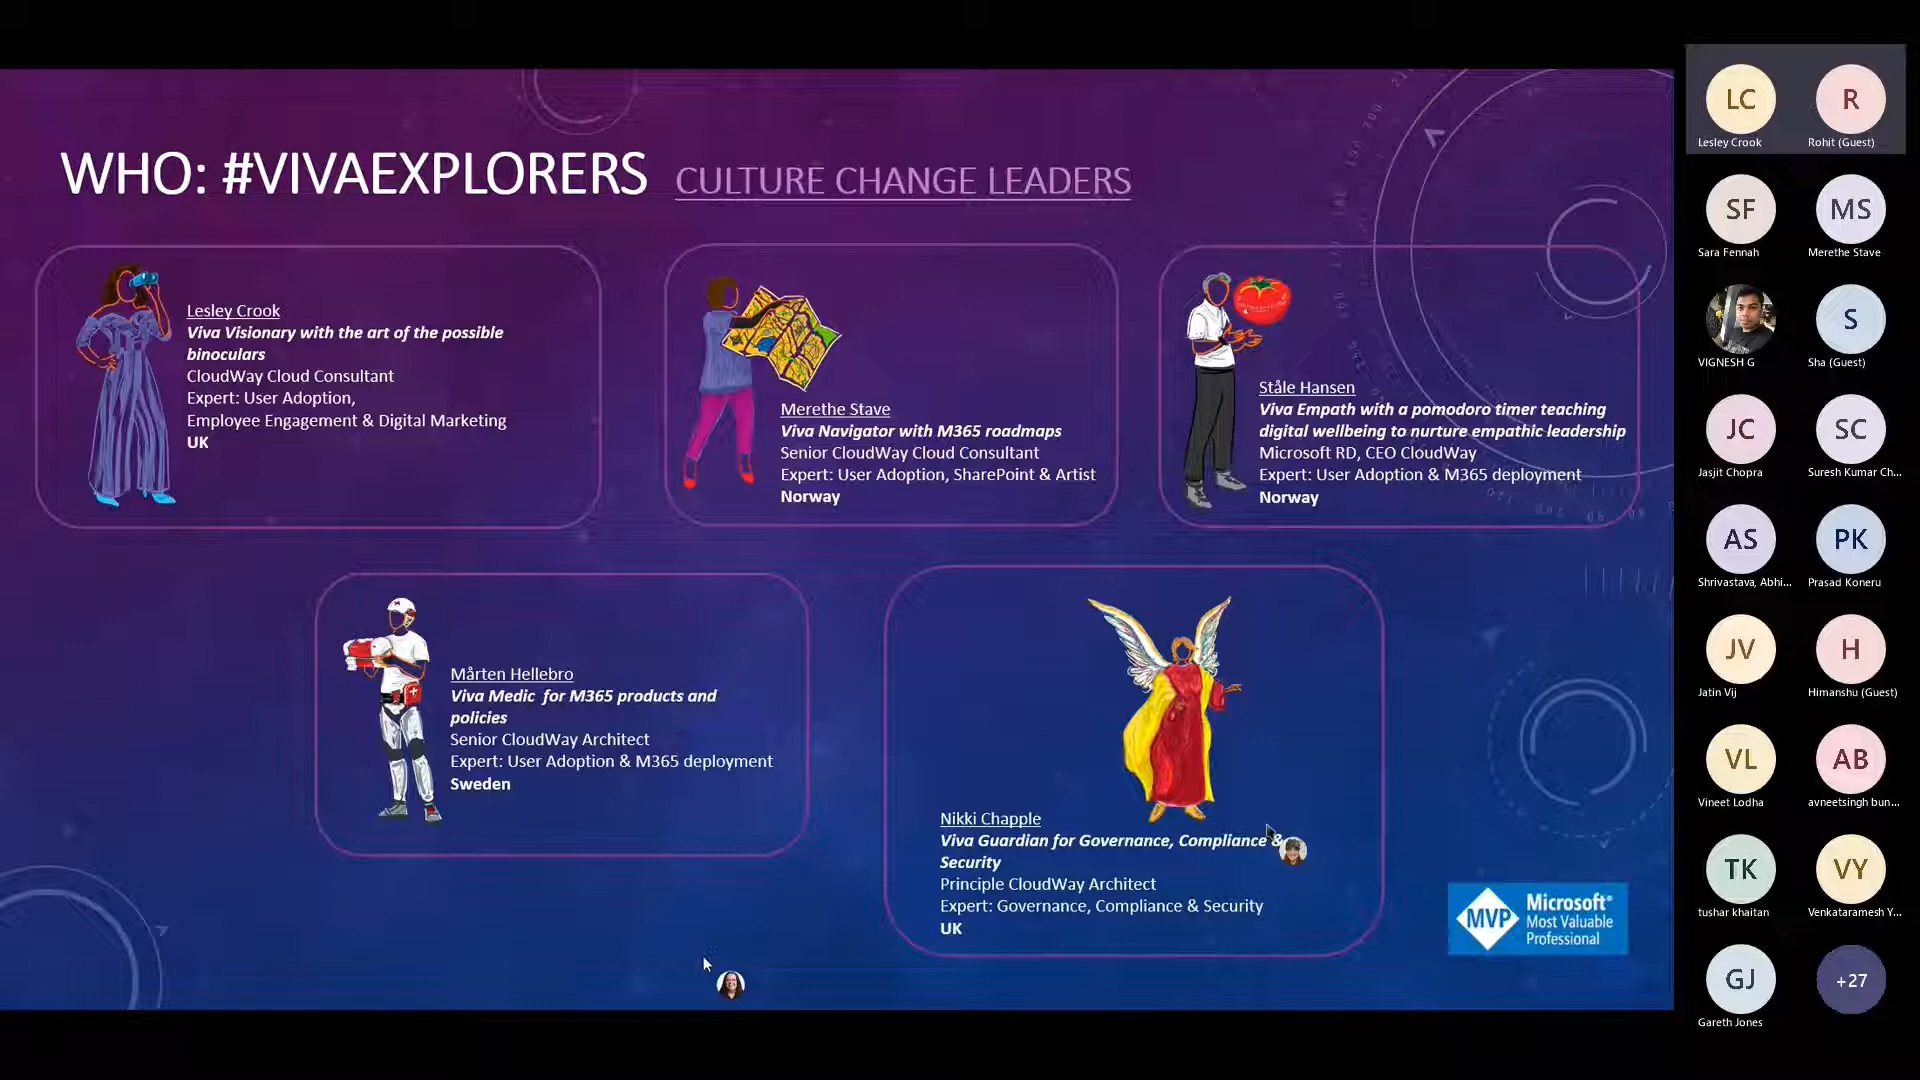 WHO: #VIVAEXPLORERS CULTURE CHANGE LEADERS
Lesley Crook
Viva Visionary with the art of the possible
binoculars
CloudWay Cloud Consultant
Expert: User Adoption,
Employee Engagement & Digital Marketing
UK
Merethe Stave
Viva Navigator with M365 roadmaps
Senior CloudWay Cloud Consultant
Expert: User Adoption, SharePoint & Artist
Norway
Ståle Hansen
Viva Empath with a pomodoro timer teaching
digital wellbeing to nurture empathic leadership
Microsoft RD, CEO CloudWay
Expert: User Adoption & M365 deployment
Norway
Mårten Hellebro
Viva Medic for M365 products and
policies
Senior CloudWay Architect
Expert: User Adoption & M365 deployment
Sweden
Nikki Chapple
Viva Guardian for Governance, Compliance &
Security
Principle CloudWay Architect
Expert: Governance, Compliance & Security
UK
MVP
Microsoft®
Most Valuable
Professional
LC
Lesley Crook
R
Rohit (Guest)
SF
Sara Fennah
MS
Merethe Stave
VIGNESH G
S
Sha (Guest)
JC
Jasjit Chopra
SC
Suresh Kumar Ch...
AS
Shrivastava, Abhi...
PK
Prasad Koneru
JV
Jatin Vij
H
Himanshu (Guest)
VL
Vineet Lodha
AB
avneetsingh bun...
TK
tushar khaitan
VY
Venkataramesh Y...
GJ
Gareth Jones
+27